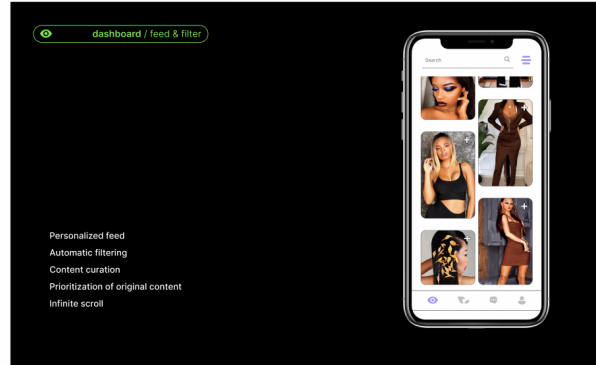 dashboard / feed & filter
Search
Personalized feed
Automatic filtering
Content curation
Prioritization of original content
Infinite scroll